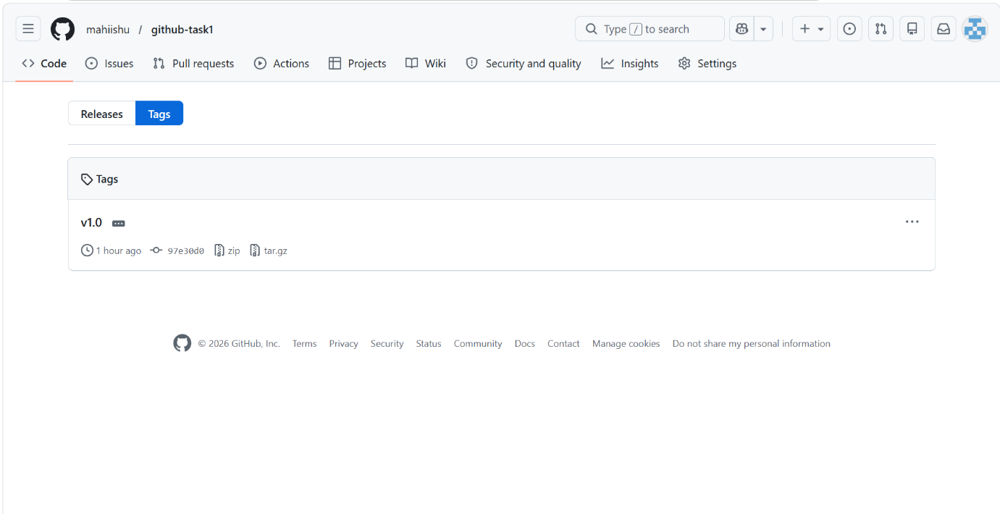 mahiishu / github-task1 Type / to search
Code Issues Pull requests Actions Projects Wiki Security and quality Insights Settings
Releases Tags
Tags
v1.0
1 hour ago 97e30d0 zip tar.gz
© 2026 GitHub, Inc. Terms Privacy Security Status Community Docs Contact Manage cookies Do not share my personal information